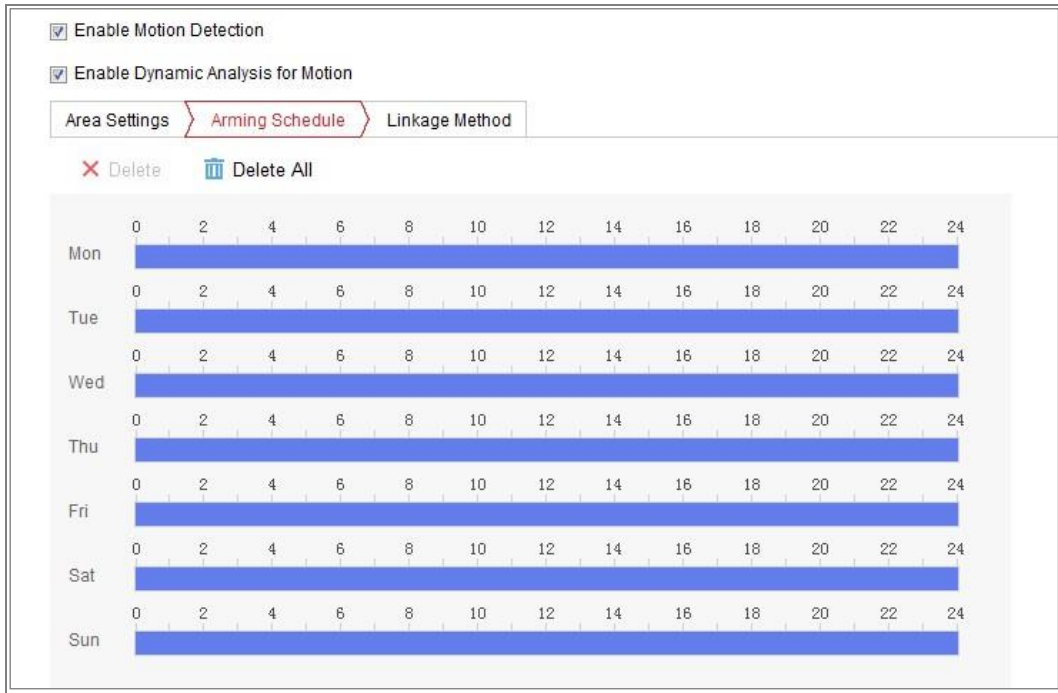 Enable Motion Detection
Enable Dynamic Analysis for Motion
Area Settings Arming Schedule Linkage Method
Delete Delete All
0 2 4 6 8 10 12 14 16 18 20 22 24
Mon
0 2 4 6 8 10 12 14 16 18 20 22 24
Tue
0 2 4 6 8 10 12 14 16 18 20 22 24
Wed
0 2 4 6 8 10 12 14 16 18 20 22 24
Thu
0 2 4 6 8 10 12 14 16 18 20 22 24
Fri
0 2 4 6 8 10 12 14 16 18 20 22 24
Sat
0 2 4 6 8 10 12 14 16 18 20 22 24
Sun